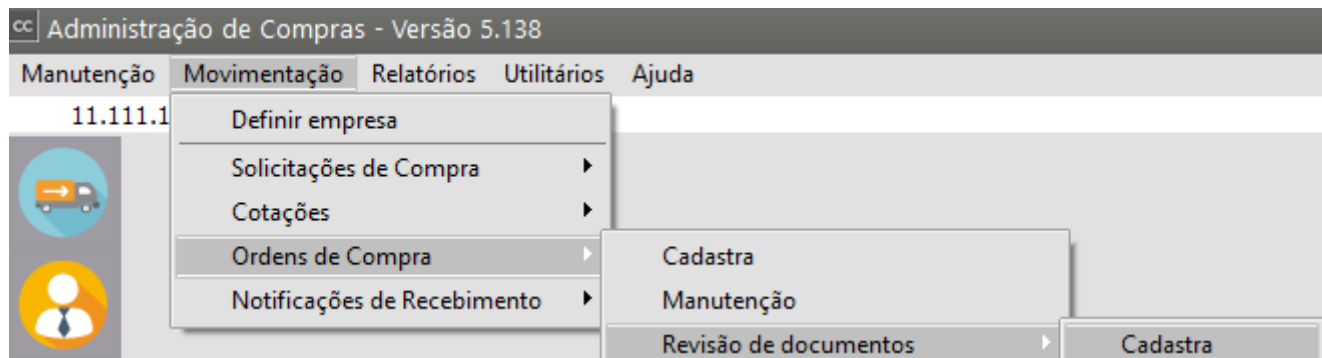 cc Administração de Compras - Versão 5.138
Manutenção Movimentação Relatórios Utilitários Ajuda
11.111.1
Definir empresa
Solicitações de Compra
Cotações
Ordens de Compra
Cadastra
Notificações de Recebimento
Manutenção
Revisão de documentos
Cadastra